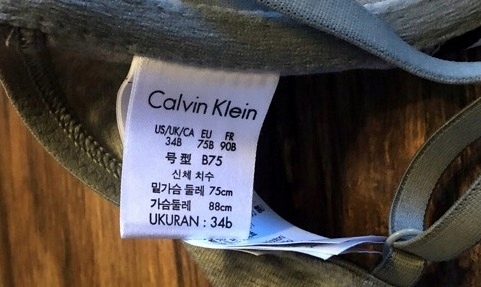 Calvin Klein
US/UK/CA EU FR
34B 75B 90B
号型 B75
신체 치수
밑가슴 둘레 75cm
가슴둘레 88cm
UKURAN : 34b